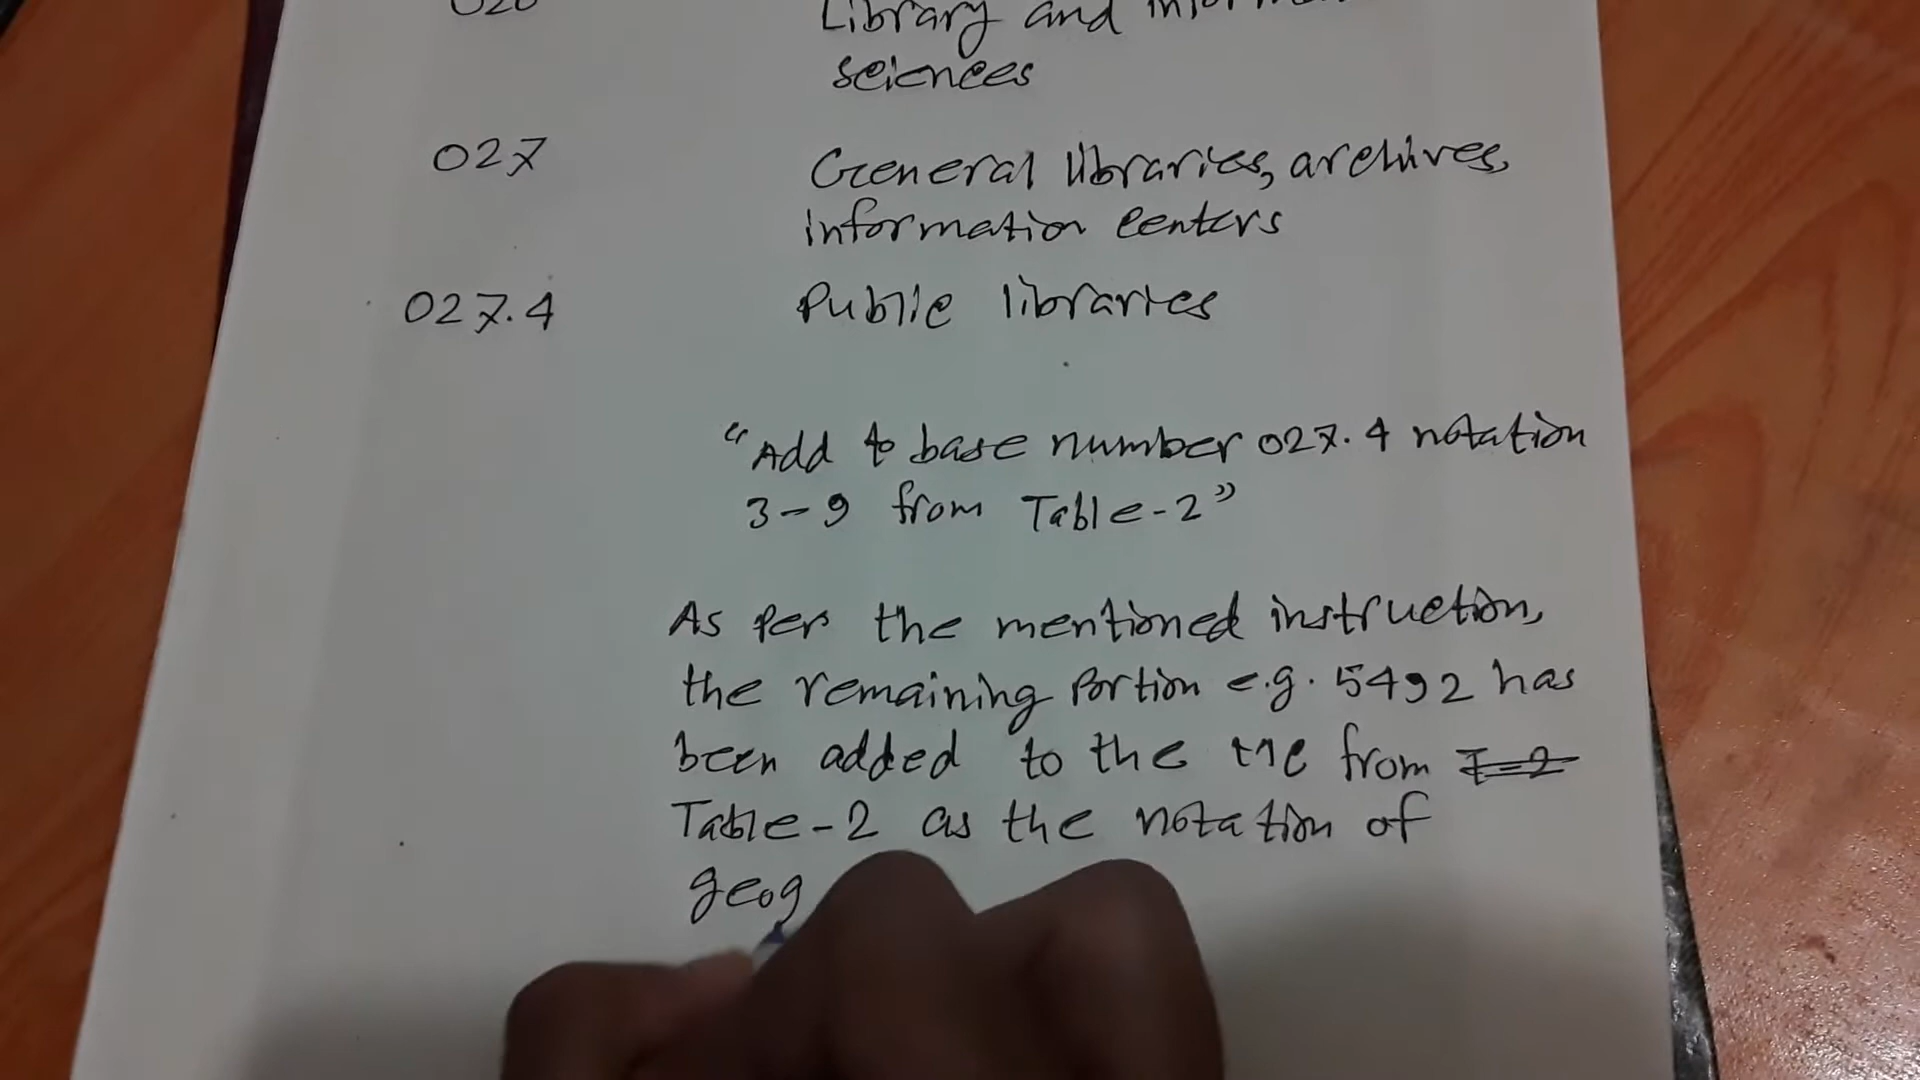 020 Library and
sciences
027 General libraries, archives,
information centers
027.4 Public libraries
“Add to base number 027.4 notation
3-9 from Table-2”
As per the mentioned instruction,
the remaining portion e.g. 5492 has
been added to the the from T-2
Table-2 as the notation of
geog